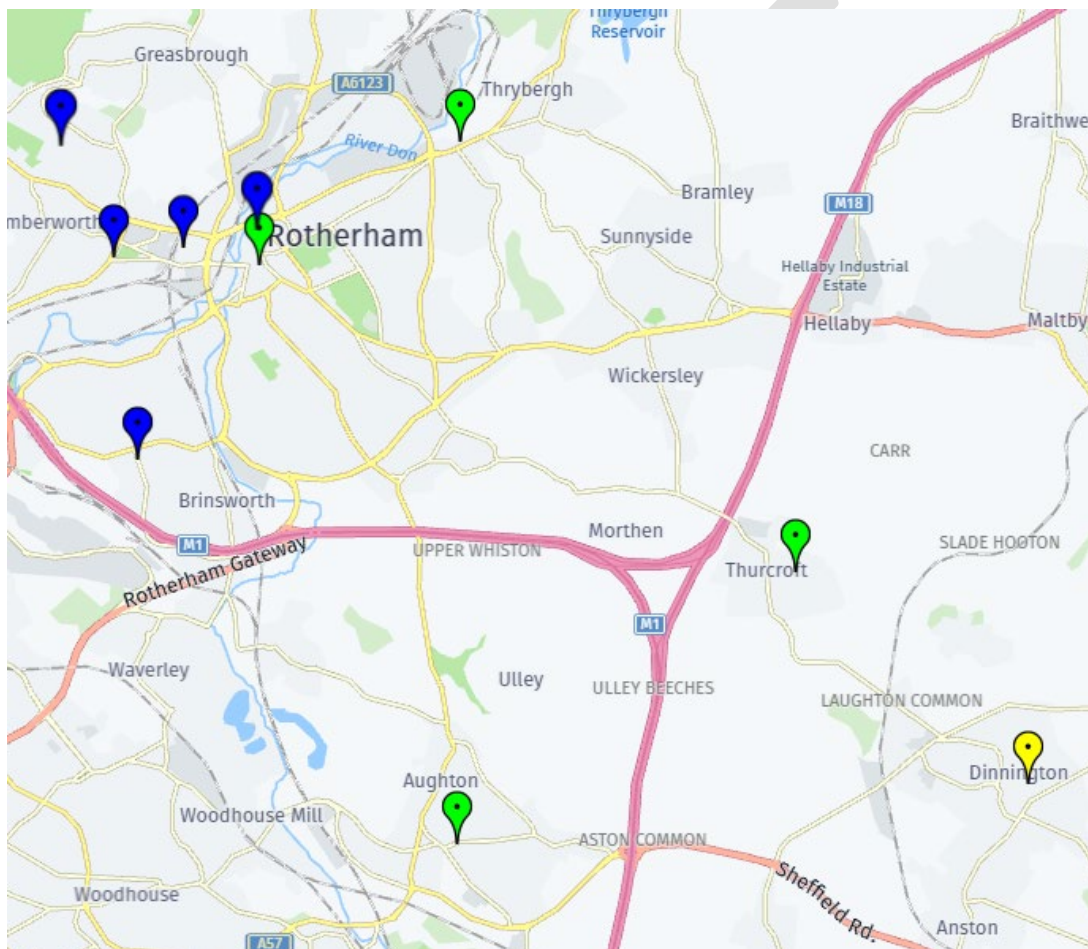 Thrybergh
Reservoir
Greasbrough
A6123
Thrybergh
Braithwe
River Don
Bramley
M18
mberworth
Rotherham
Sunnyside
Hellaby Industrial
Estate
Hellaby
Maltby
Wickersley
CARR
Brinsworth
Morthen
M1
UPPER WHISTON
SLADE HOOTON
Rotherham Gateway
Thurcroft
M1
Waverley
Ulley
ULLEY BEECHES
LAUGHTON COMMON
Dinnington
Aughton
Woodhouse Mill
ASTON COMMON
Woodhouse
Sheffield Rd.
Anston
A57